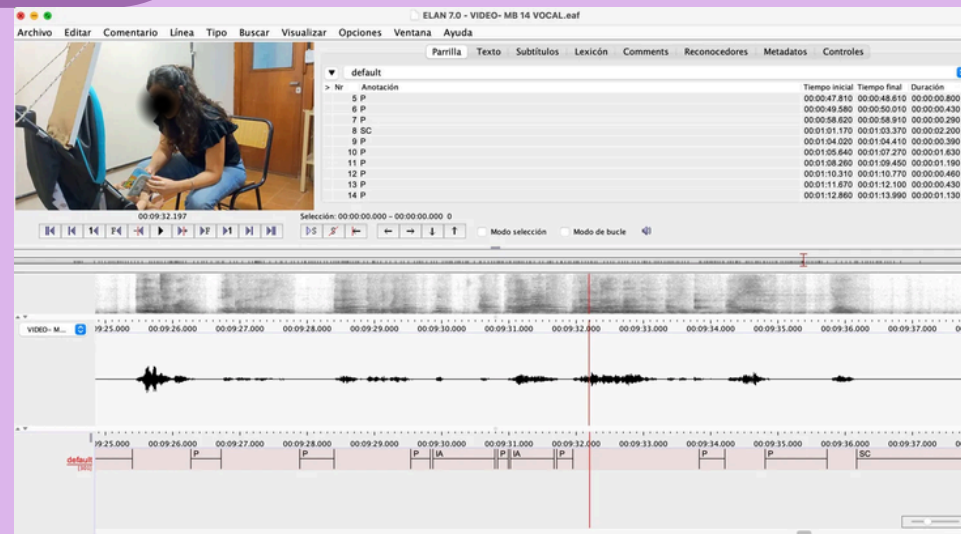 ELAN 7.0 - VIDEO- MB 14 VOCAL.eaf
Archivo Editar Comentario Línea Tipo Buscar Visualizar Opciones Ventana Ayuda
Parrilla Texto Subtítulos Lexicón Comments Reconocedores Metadatos Controles
▼ default
> Nr Anotación Tiempo inicial Tiempo final Duración
5 P 00:00:47.810 00:00:48.610 00:00:00.800
6 P 00:00:49.580 00:00:50.010 00:00:00.430
7 P 00:00:58.620 00:00:58.910 00:00:00.290
8 SC 00:01:01.170 00:01:03.370 00:00:02.200
9 P 00:01:04.020 00:01:04.410 00:00:00.390
10 P 00:01:05.640 00:01:07.270 00:00:01.630
11 P 00:01:08.260 00:01:09.450 00:00:01.190
12 P 00:01:10.310 00:01:10.770 00:00:00.460
13 P 00:01:11.670 00:01:12.100 00:00:00.430
14 P 00:01:12.860 00:01:13.990 00:00:01.130
00:09:32.197 Selección: 00:00:00.000 - 00:00:00.000 0
Modo selección Modo de bucle
VIDEO- M... 09:25.000 00:09:26.000 00:09:27.000 00:09:28.000 00:09:29.000 00:09:30.000 00:09:31.000 00:09:32.000 00:09:33.000 00:09:34.000 00:09:35.000 00:09:36.000 00:09:37.000
09:25.000 00:09:26.000 00:09:27.000 00:09:28.000 00:09:29.000 00:09:30.000 00:09:31.000 00:09:32.000 00:09:33.000 00:09:34.000 00:09:35.000 00:09:36.000 00:09:37.000
default P P P IA P IA P P P SC